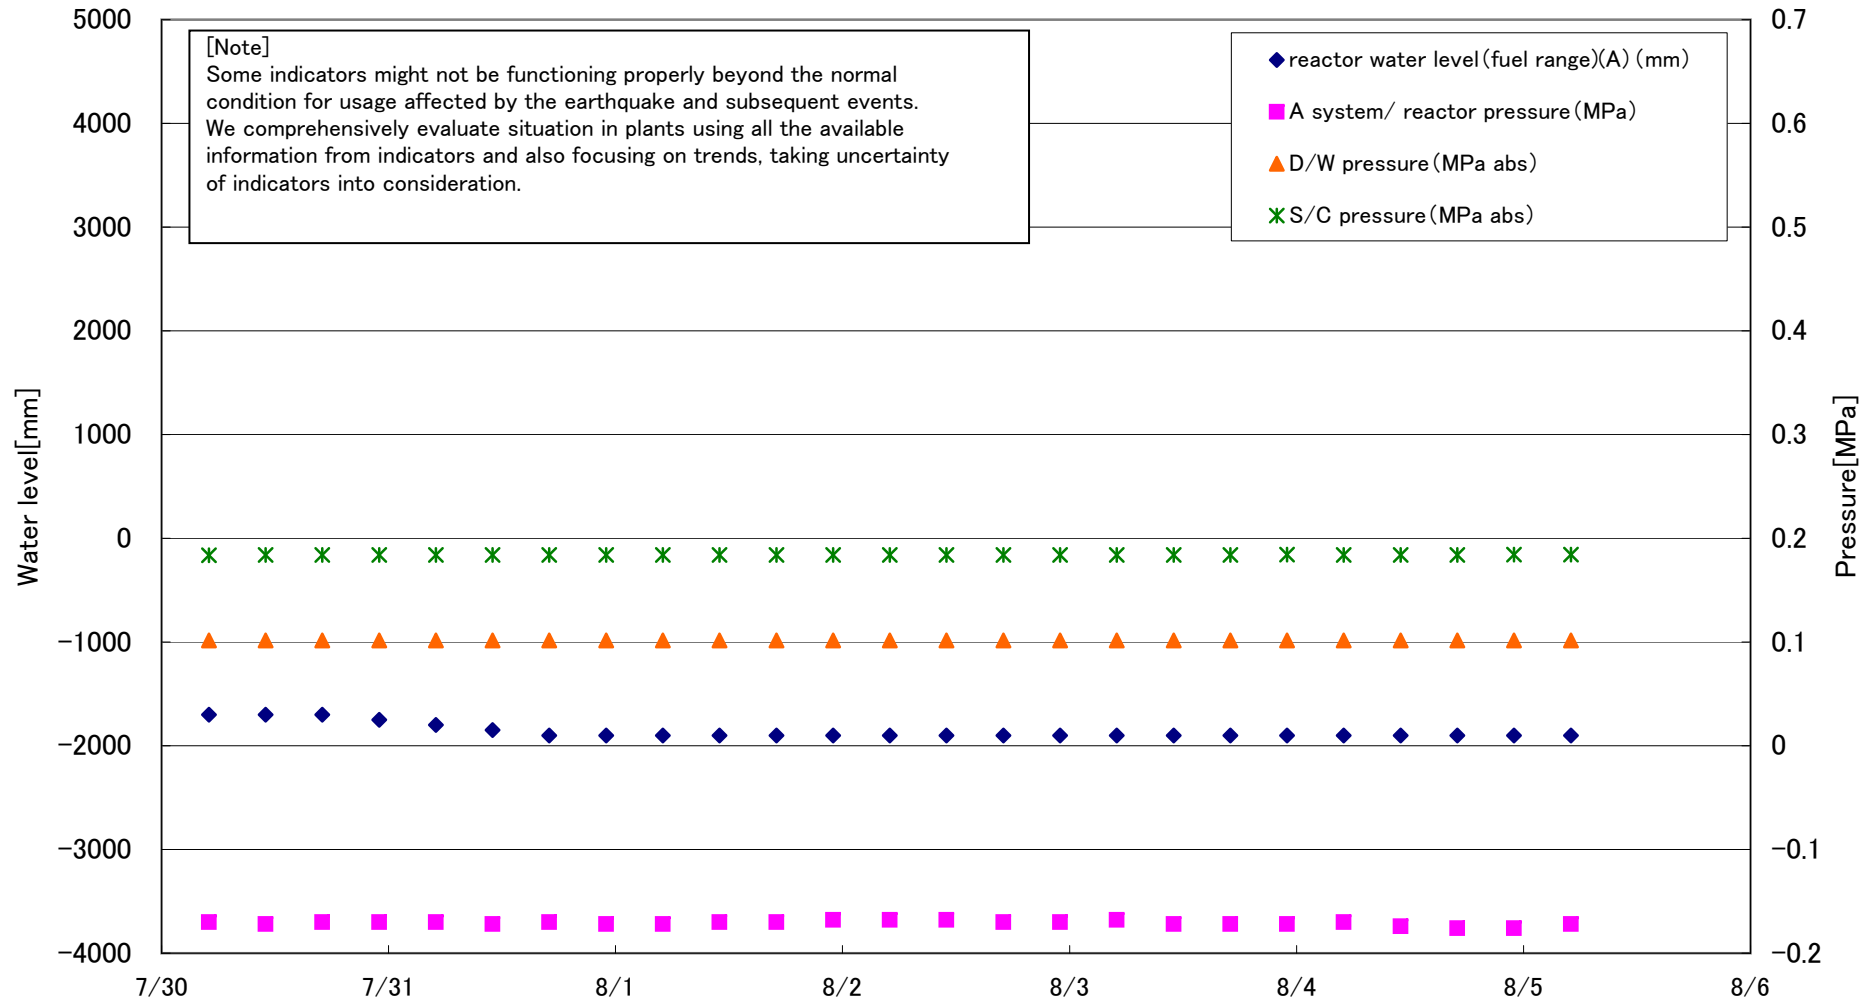 5000
4000
3000
2000
1000
0
-1000
-2000
-3000
-4000
Water level[mm]
[Note]
Some indicators might not be functioning properly beyond the normal
condition for usage affected by the earthquake and subsequent events.
We comprehensively evaluate situation in plants using all the available
information from indicators and also focusing on trends, taking uncertainty
of indicators into consideration.
reactor water level(fuel range)(A) (mm)
A system/ reactor pressure(MPa)
D/W pressure(MPa abs)
S/C pressure(MPa abs)
0.7
0.6
0.5
0.4
0.3
0.2
0.1
0
-0.1
-0.2
Pressure[MPa]
7/30 7/31 8/1 8/2 8/3 8/4 8/5 8/6